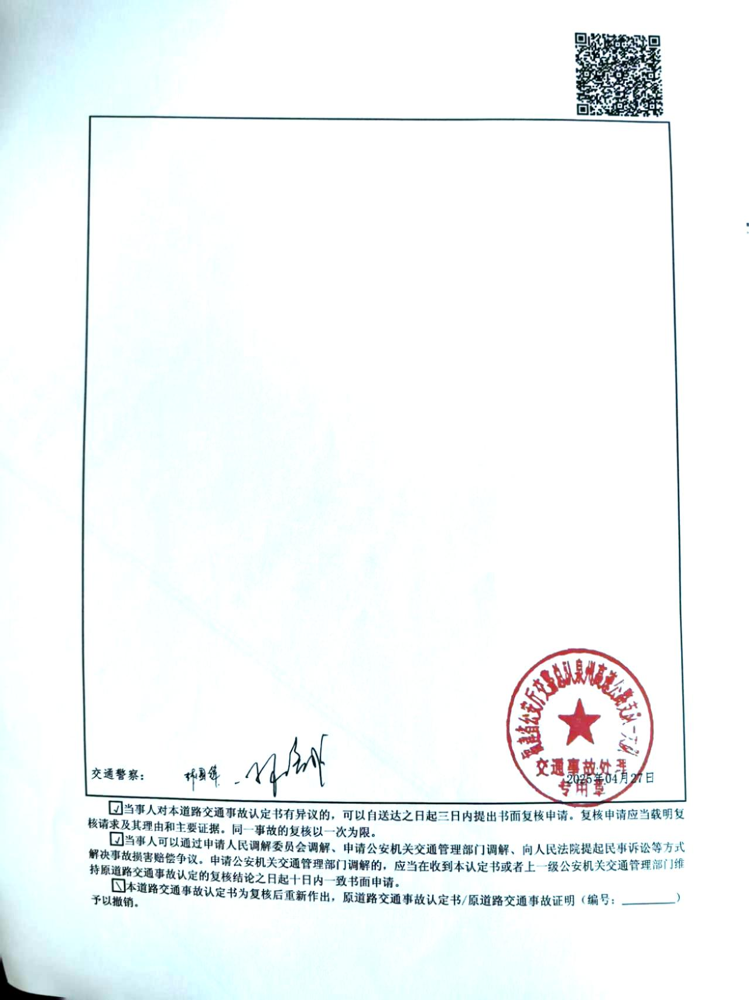 福建省公安厅交警总队泉州高速公路支队一大队
交通事故处理
专用章
交通警察：
2025年04月27日
☑当事人对本道路交通事故认定书有异议的，可以自送达之日起三日内提出书面复核申请。复核申请应当载明复
核请求及其理由和主要证据。同一事故的复核以一次为限。
☑当事人可以通过申请人民调解委员会调解、申请公安机关交通管理部门调解、向人民法院提起民事诉讼等方式
解决事故损害赔偿争议。申请公安机关交通管理部门调解的，应当在收到本认定书或者上一级公安机关交通管理部门维
持原道路交通事故认定的复核结论之日起十日内一致书面申请。
本道路交通事故认定书为复核后重新作出，原道路交通事故认定书/原道路交通事故证明（编号：________）
予以撤销。